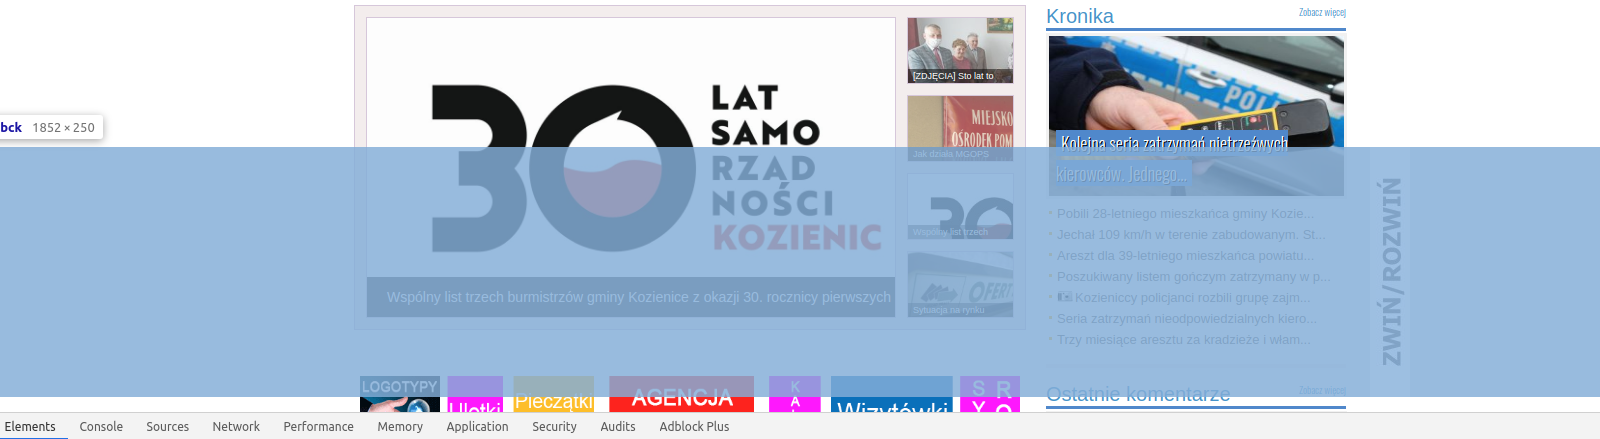 bck 1852 × 250
LAT
SAMO
RZĄD
NOŚCI
KOZIENIC
30
Wspólny list trzech burmistrzów gminy Kozienice z okazji 30. rocznicy pierwszych
[ZDJĘCIA] Sto lat to
MIEJSKO
OŚRODEK POM
Jak działa MGOPS
Wspólny list trzech
OFERT
Sytuacja na rynku
Kronika
Zobacz więcej
POLIC
Kolejna seria zatrzymań nietrzeźwych
kierowców. Jednego...
Pobili 28-letniego mieszkańca gminy Kozie...
Jechał 109 km/h w terenie zabudowanym. St...
Areszt dla 39-letniego mieszkańca powiatu...
Poszukiwany listem gończym zatrzymany w p...
Kozieniccy policjanci rozbili grupę zajm...
Seria zatrzymań nieodpowiedzialnych kiero...
Trzy miesiące aresztu za kradzieże i włam...
ZWIŃ/ROZWIŃ
Ostatnie komentarze
Zobacz więcej
LOGOTYPY
Ulotki
Pieczątki
AGENCJA
K
A
Wizytówki
S R
Elements Console Sources Network Performance Memory Application Security Audits Adblock Plus